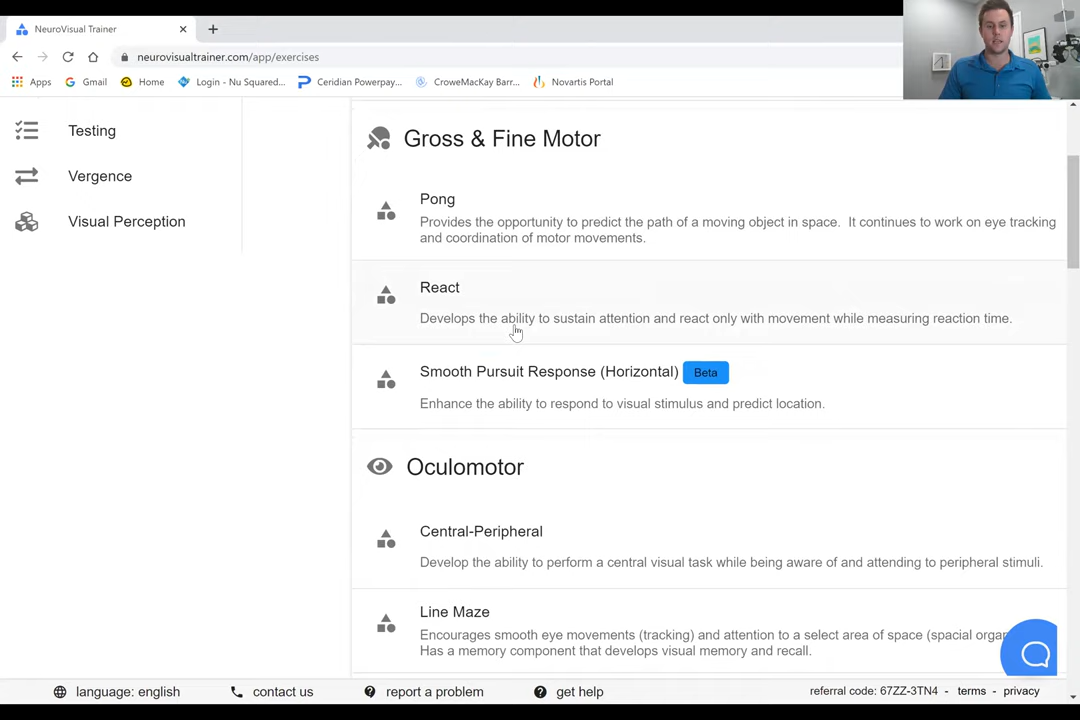 NeuroVisual Trainer
neurovisualtrainer.com/app/exercises
Apps Gmail Home Login - Nu Squared... Ceridian Powerpay... CroweMacKay Barr... Novartis Portal
Testing
Vergence
Visual Perception
Gross & Fine Motor
Pong
Provides the opportunity to predict the path of a moving object in space. It continues to work on eye tracking
and coordination of motor movements.
React
Develops the ability to sustain attention and react only with movement while measuring reaction time.
Smooth Pursuit Response (Horizontal) Beta
Enhance the ability to respond to visual stimulus and predict location.
Oculomotor
Central-Peripheral
Develop the ability to perform a central visual task while being aware of and attending to peripheral stimuli.
Line Maze
Encourages smooth eye movements (tracking) and attention to a select area of space (spacial orga
Has a memory component that develops visual memory and recall.
language: english contact us report a problem get help referral code: 67ZZ-3TN4 - terms - privacy